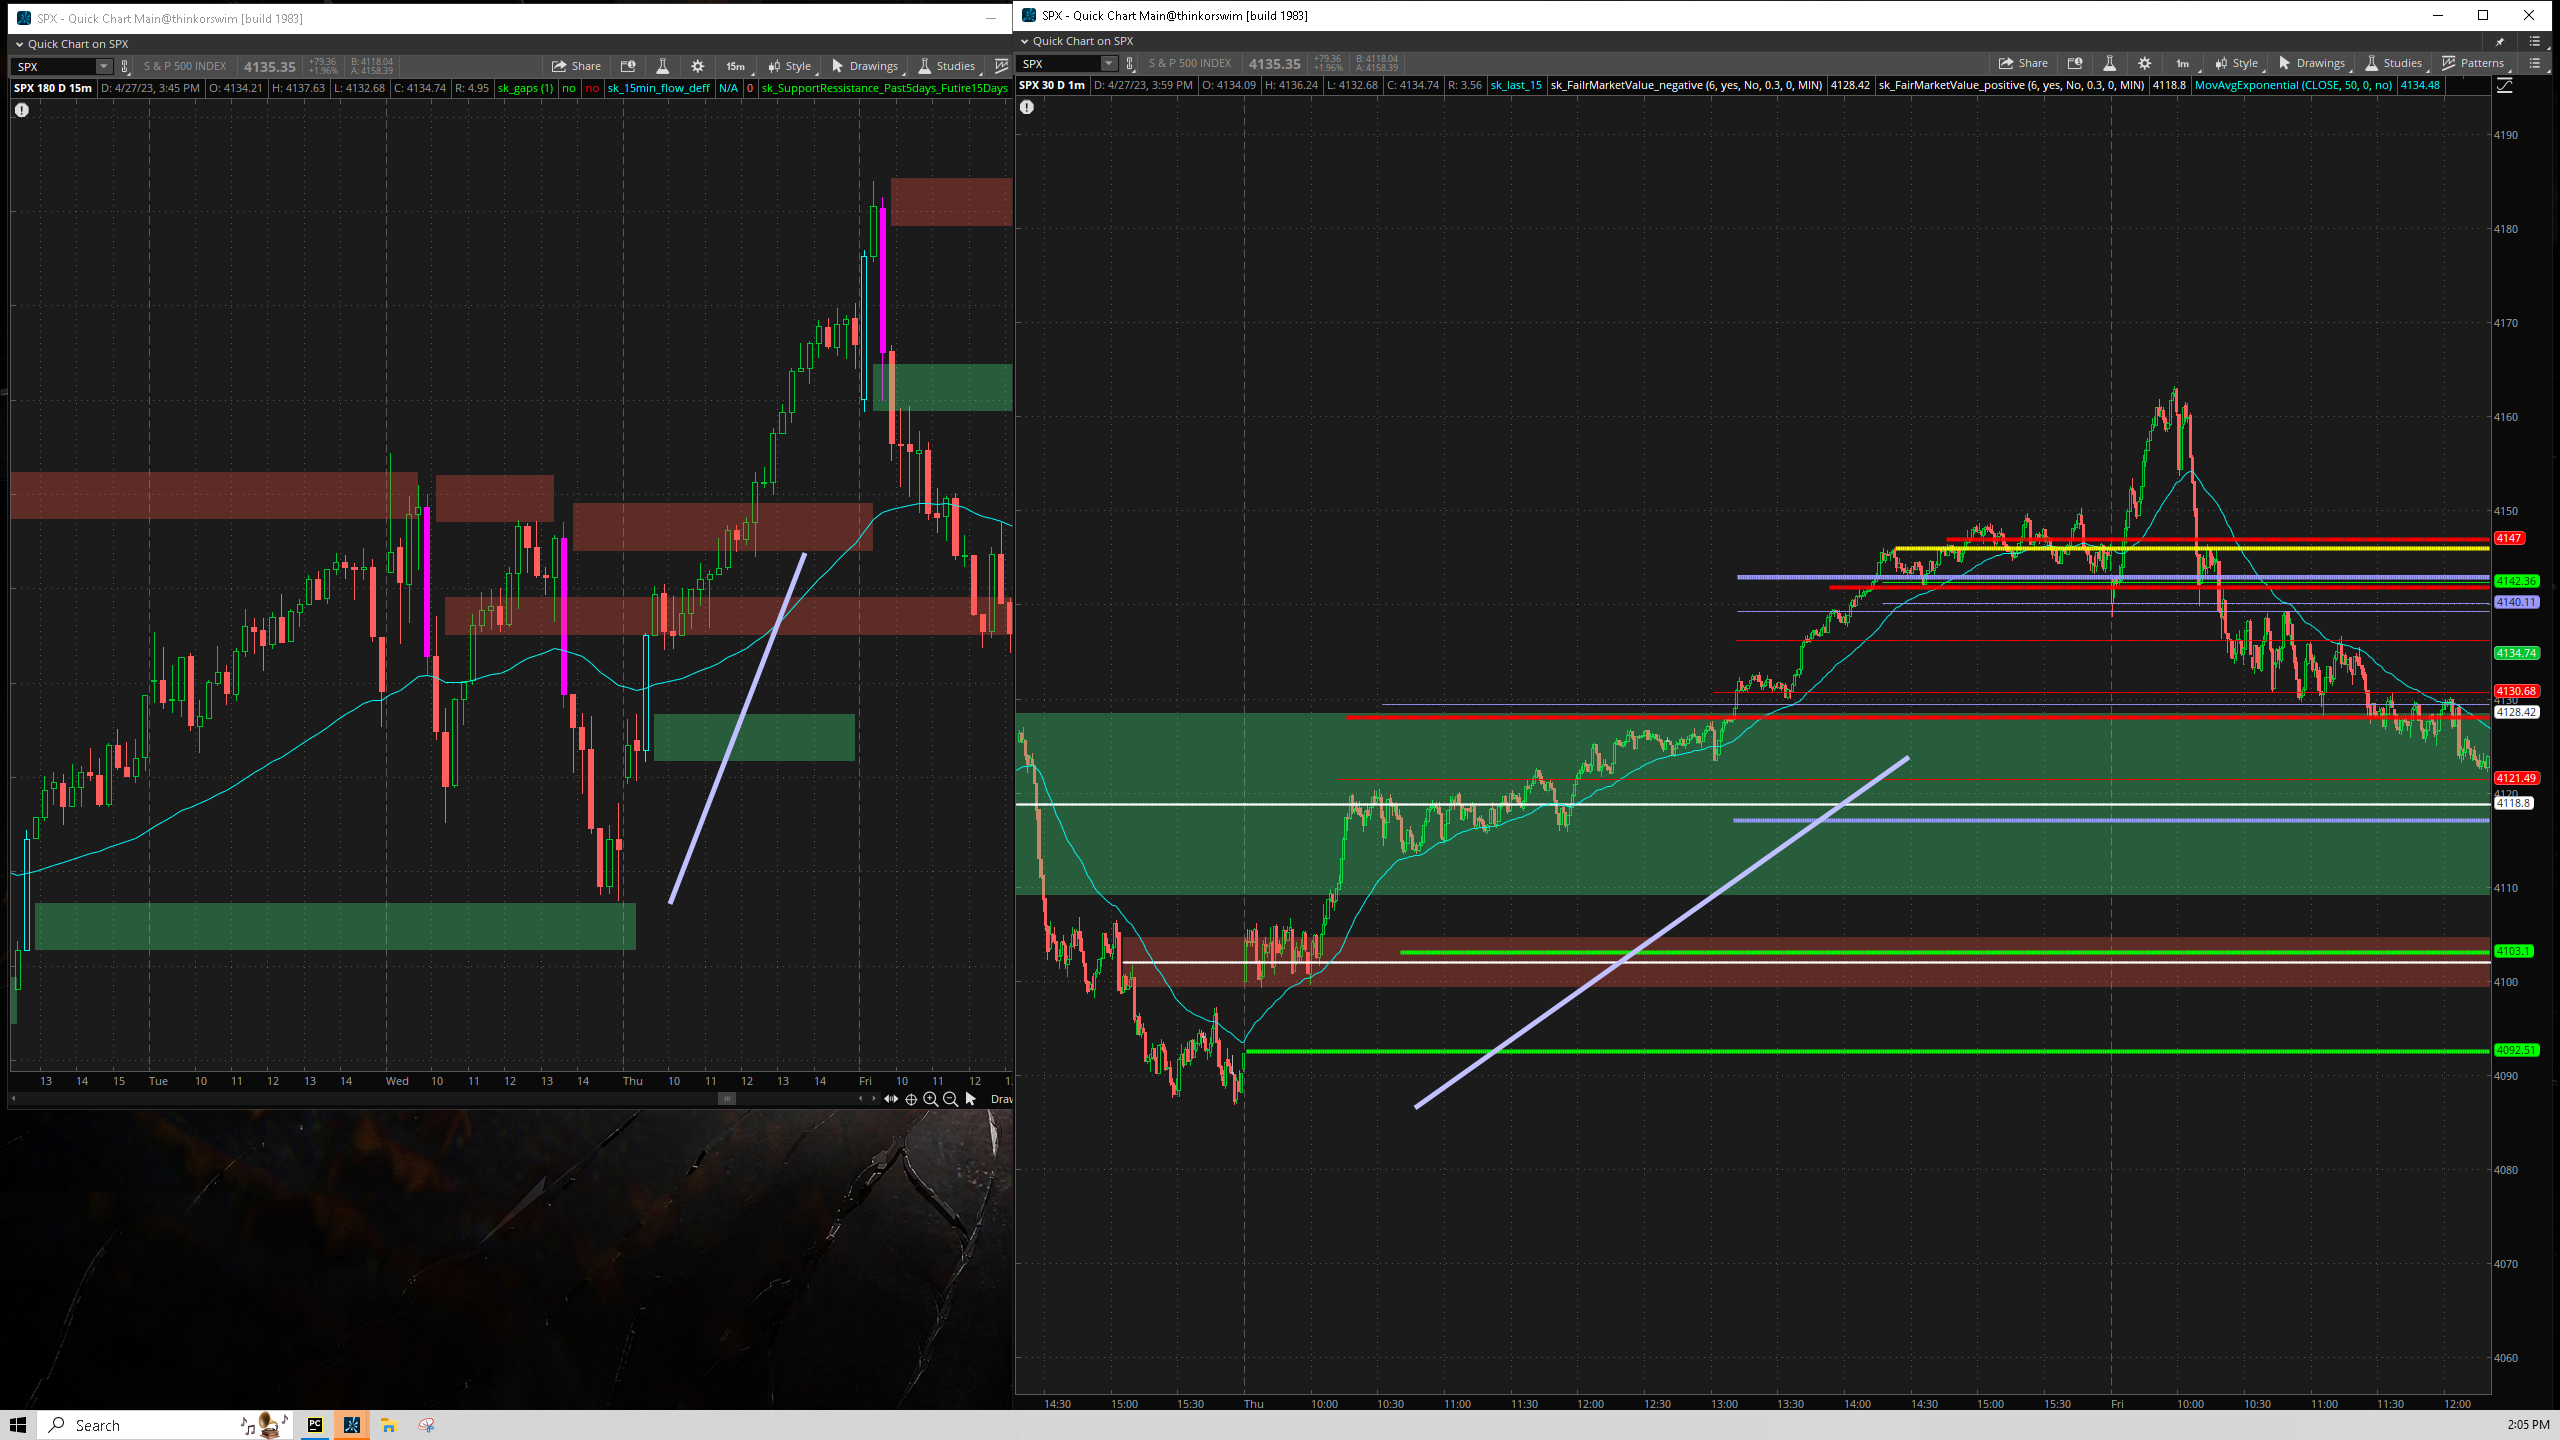 SPX - Quick Chart Main@thinkorswim [build 1983]
Quick Chart on SPX
SPX S & P 500 INDEX 4135.35 +79.36 +1.96% B: 4118.04 A: 4158.39 Share 15m Style Drawings Studies
SPX 180 D 15m D: 4/27/23, 3:45 PM O: 4134.21 H: 4137.63 L: 4132.68 C: 4134.74 R: 4.95 sk_gaps (1) no no sk_15min_flow_deff N/A 0 sk_SupportRessistance_Past5days_Futire15Days
13 14 15 Tue 10 11 12 13 14 Wed 10 11 12 13 14 Thu 10 11 12 13 14 Fri 10 11 12
Draw
SPX - Quick Chart Main@thinkorswim [build 1983]
Quick Chart on SPX
SPX S & P 500 INDEX 4135.35 +79.36 +1.96% B: 4118.04 A: 4158.39 Share 1m Style Drawings Studies Patterns
SPX 30 D 1m D: 4/27/23, 3:59 PM O: 4134.09 H: 4136.24 L: 4132.68 C: 4134.74 R: 3.56 sk_last_15 sk_FailrMarketValue_negative (6, yes, No, 0.3, 0, MIN) 4128.42 sk_FairMarketValue_positive (6, yes, No, 0.3, 0, MIN) 4118.8 MovAvgExponential (CLOSE, 50, 0, no) 4134.48
4190
4180
4170
4160
4150
4147
4142.36
4140.11
4134.74
4130.68
4130
4128.42
4121.49
4120
4118.8
4110
4103.1
4100
4092.51
4090
4080
4070
4060
14:30 15:00 15:30 Thu 10:00 10:30 11:00 11:30 12:00 12:30 13:00 13:30 14:00 14:30 15:00 15:30 Fri 10:00 10:30 11:00 11:30 12:00
Search PC 2:05 PM